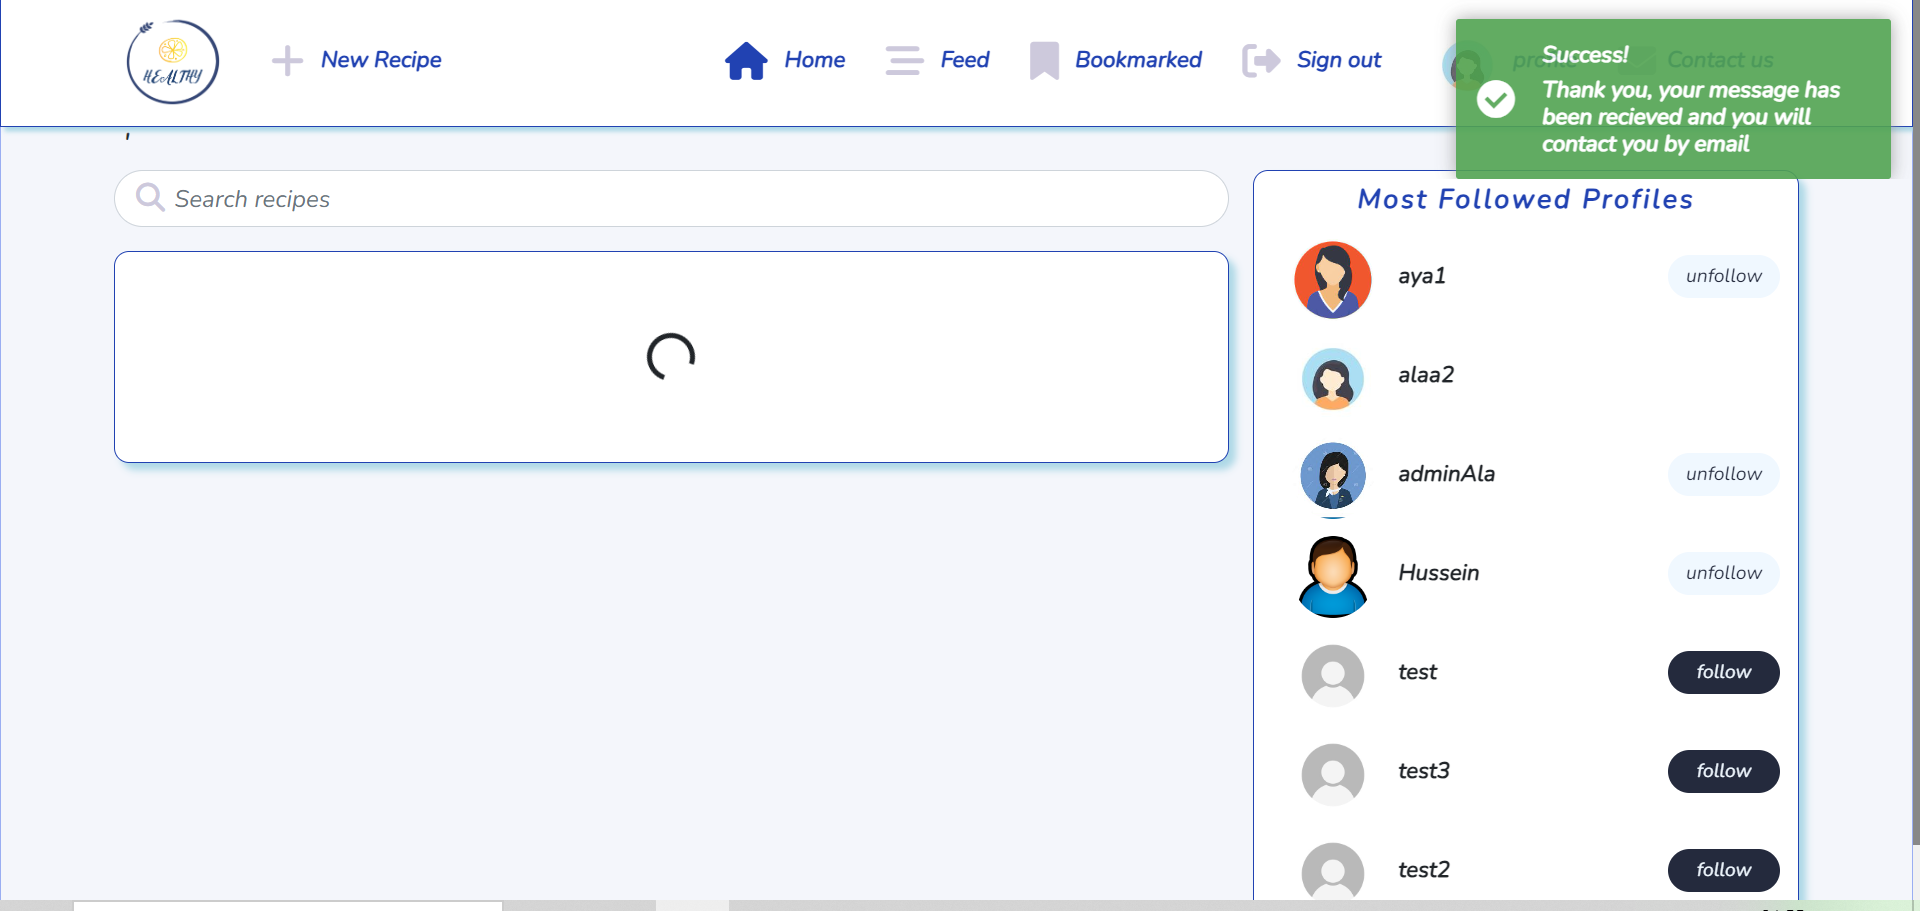 HEALTHY
New Recipe
Home
Feed
Bookmarked
Sign out
profile
Contact us
Success!
Thank you, your message has
been recieved and you will
contact you by email
Search recipes
Most Followed Profiles
aya1
unfollow
alaa2
adminAla
unfollow
Hussein
unfollow
test
follow
test3
follow
test2
follow